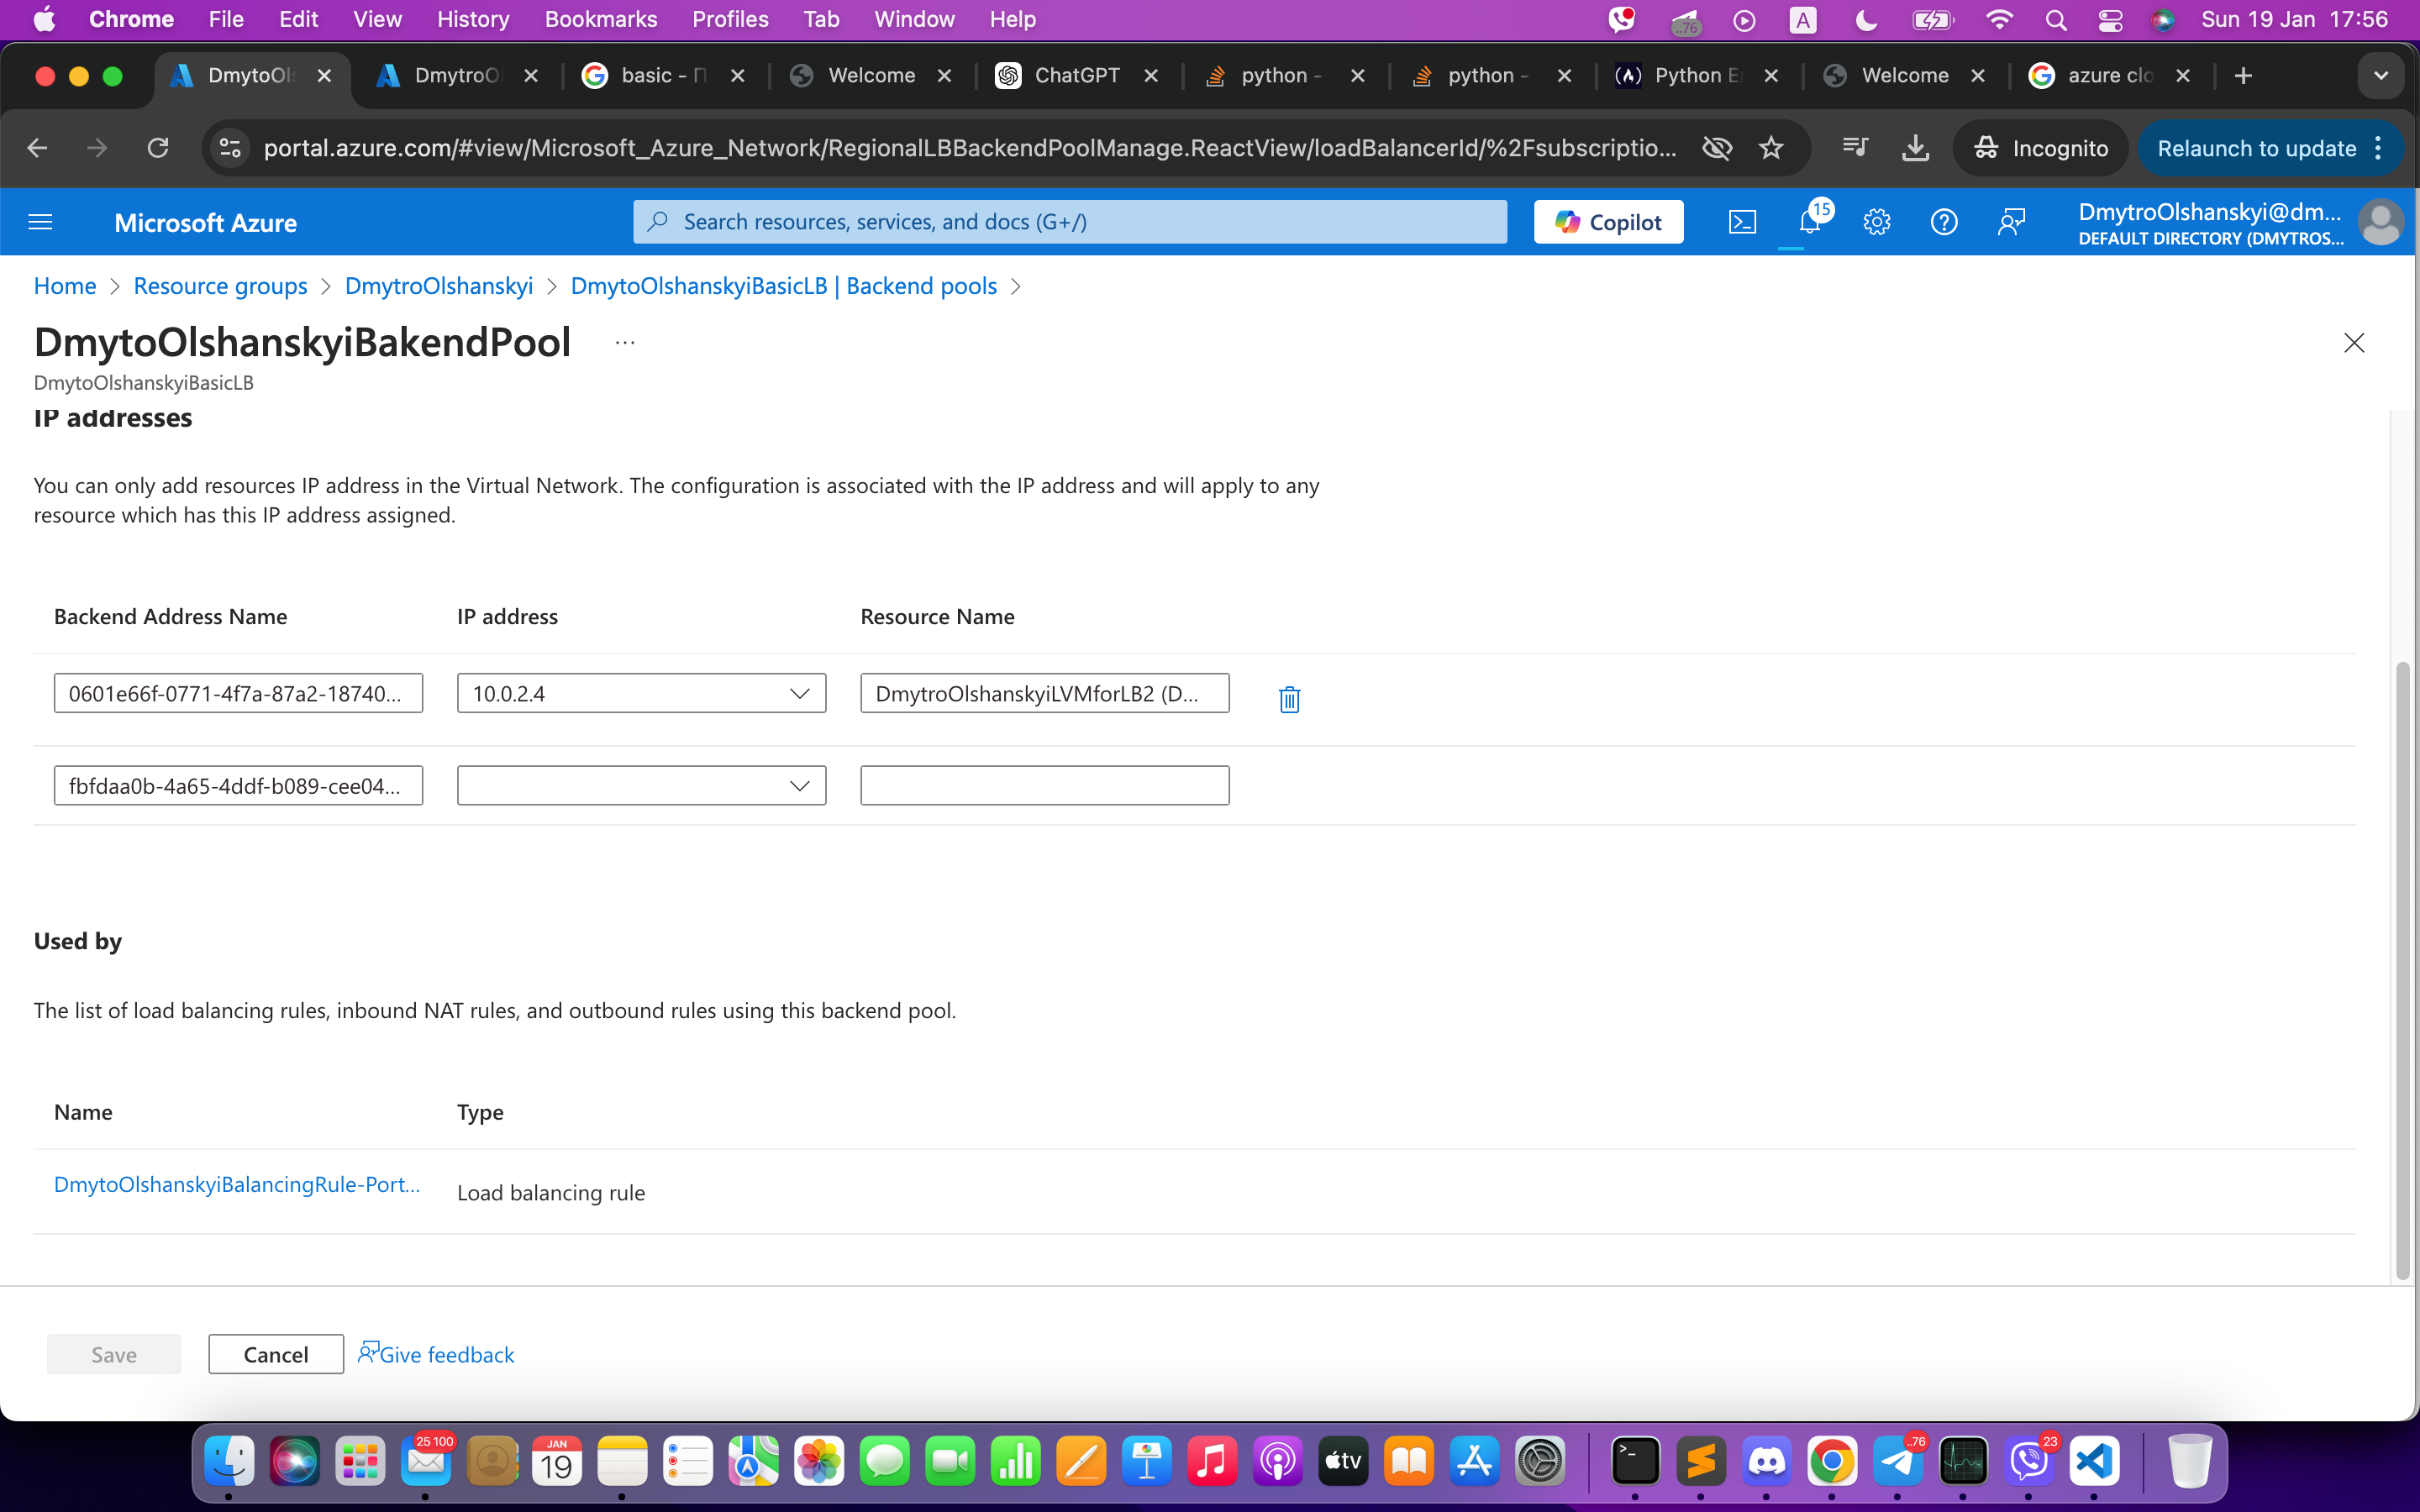 Chrome File Edit View History Bookmarks Profiles Tab Window Help
76 A Sun 19 Jan 17:56
DmytoOls DmytroO basic - П Welcome ChatGPT python - python - Python E Welcome azure clo
portal.azure.com/#view/Microsoft_Azure_Network/RegionalLBBackendPoolManage.ReactView/loadBalancerId/%2Fsubscriptio... Incognito Relaunch to update
Microsoft Azure
Search resources, services, and docs (G+/)
Copilot
15
DmytroOlshanskyi@dm...
DEFAULT DIRECTORY (DMYTROS...
Home > Resource groups > DmytroOlshanskyi > DmytoOlshanskyiBasicLB | Backend pools >
DmytoOlshanskyiBakendPool ...
DmytoOlshanskyiBasicLB
IP addresses
You can only add resources IP address in the Virtual Network. The configuration is associated with the IP address and will apply to any
resource which has this IP address assigned.
Backend Address Name IP address Resource Name
0601e66f-0771-4f7a-87a2-18740... 10.0.2.4 DmytroOlshanskyiLVMforLB2 (D...
fbfdaa0b-4a65-4ddf-b089-cee04...
Used by
The list of load balancing rules, inbound NAT rules, and outbound rules using this backend pool.
Name Type
DmytoOlshanskyiBalancingRule-Port... Load balancing rule
Save Cancel Give feedback
25 100 JAN 19 tv 76 23